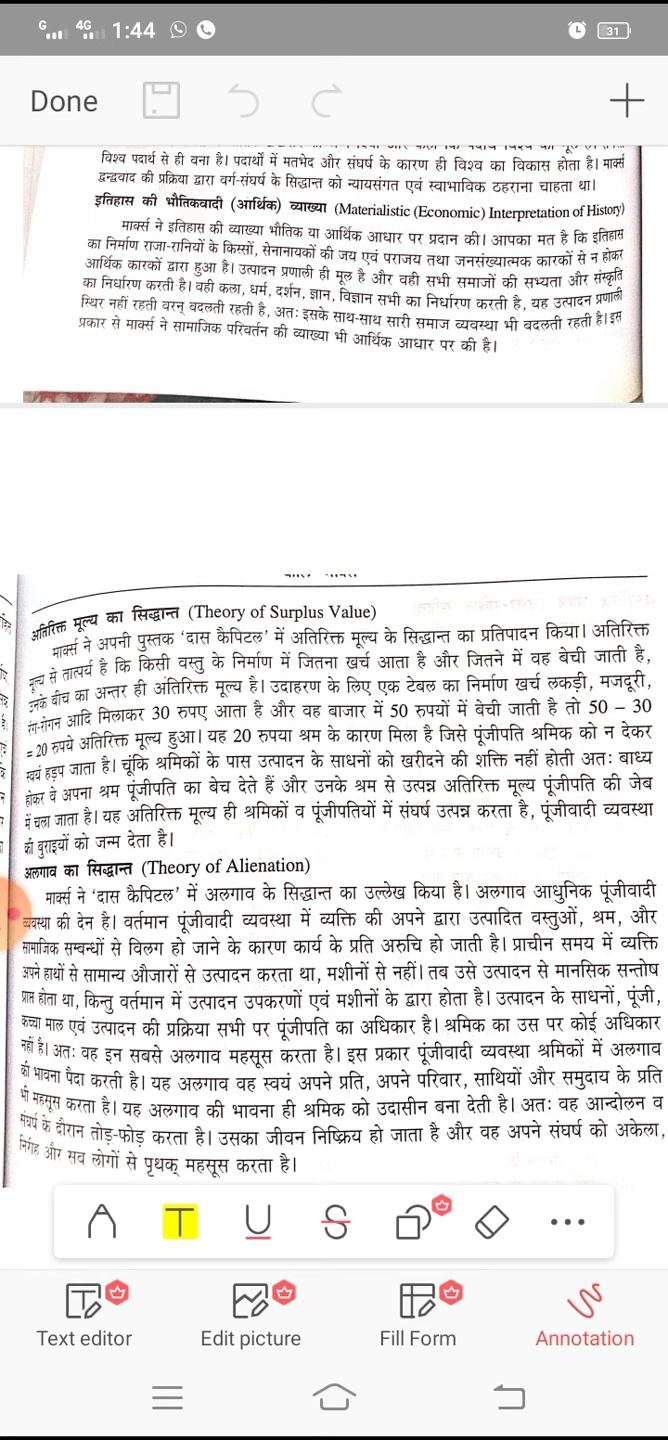 G 4G 1:44 31
Done
विश्व पदार्थ से ही बना है। पदार्थों में मतभेद और संघर्ष के कारण ही विश्व का विकास होता है। मार्क्स
द्वन्द्ववाद की प्रक्रिया द्वारा वर्ग-संघर्ष के सिद्धान्त को न्यायसंगत एवं स्वाभाविक ठहराना चाहता था।
इतिहास की भौतिकवादी (आर्थिक) व्याख्या (Materialistic (Economic) Interpretation of History)
मार्क्स ने इतिहास की व्याख्या भौतिक या आर्थिक आधार पर प्रदान की। आपका मत है कि इतिहास
का निर्माण राजा-रानियों के किस्सों, सेनानायकों की जय एवं पराजय तथा जनसंख्यात्मक कारकों से न होकर
आर्थिक कारकों द्वारा हुआ है। उत्पादन प्रणाली ही मूल है और वही सभी समाजों की सभ्यता और संस्कृति
का निर्धारण करती है। वही कला, धर्म, दर्शन, ज्ञान, विज्ञान सभी का निर्धारण करती है, यह उत्पादन प्रणाली
स्थिर नहीं रहती वरन् बदलती रहती है, अतः इसके साथ-साथ सारी समाज व्यवस्था भी बदलती रहती है। इस
प्रकार से मार्क्स ने सामाजिक परिवर्तन की व्याख्या भी आर्थिक आधार पर की है।
अतिरिक्त मूल्य का सिद्धान्त (Theory of Surplus Value)
मार्क्स ने अपनी पुस्तक ‘दास कैपिटल’ में अतिरिक्त मूल्य के सिद्धान्त का प्रतिपादन किया। अतिरिक्त
मूल्य से तात्पर्य है कि किसी वस्तु के निर्माण में जितना खर्च आता है और जितने में वह बेची जाती है,
उनके बीच का अन्तर ही अतिरिक्त मूल्य है। उदाहरण के लिए एक टेबल का निर्माण खर्च लकड़ी, मजदूरी,
रंग-रोगन आदि मिलाकर 30 रुपए आता है और वह बाजार में 50 रुपयों में बेची जाती है तो 50 – 30
= 20 रुपये अतिरिक्त मूल्य हुआ। यह 20 रुपया श्रम के कारण मिला है जिसे पूंजीपति श्रमिक को न देकर
स्वयं हड़प जाता है। चूंकि श्रमिकों के पास उत्पादन के साधनों को खरीदने की शक्ति नहीं होती अतः बाध्य
होकर वे अपना श्रम पूंजीपति का बेच देते हैं और उनके श्रम से उत्पन्न अतिरिक्त मूल्य पूंजीपति की जेब
में चला जाता है। यह अतिरिक्त मूल्य ही श्रमिकों व पूंजीपतियों में संघर्ष उत्पन्न करता है, पूंजीवादी व्यवस्था
की बुराइयों को जन्म देता है।
अलगाव का सिद्धान्त (Theory of Alienation)
मार्क्स ने ‘दास कैपिटल’ में अलगाव के सिद्धान्त का उल्लेख किया है। अलगाव आधुनिक पूंजीवादी
व्यवस्था की देन है। वर्तमान पूंजीवादी व्यवस्था में व्यक्ति की अपने द्वारा उत्पादित वस्तुओं, श्रम, और
सामाजिक सम्बन्धों से विलग हो जाने के कारण कार्य के प्रति अरुचि हो जाती है। प्राचीन समय में व्यक्ति
अपने हाथों से सामान्य औजारों से उत्पादन करता था, मशीनों से नहीं। तब उसे उत्पादन से मानसिक सन्तोष
प्राप्त होता था, किन्तु वर्तमान में उत्पादन उपकरणों एवं मशीनों के द्वारा होता है। उत्पादन के साधनों, पूंजी,
कच्चा माल एवं उत्पादन की प्रक्रिया सभी पर पूंजीपति का अधिकार है। श्रमिक का उस पर कोई अधिकार
नहीं है। अतः वह इन सबसे अलगाव महसूस करता है। इस प्रकार पूंजीवादी व्यवस्था श्रमिकों में अलगाव
की भावना पैदा करती है। यह अलगाव वह स्वयं अपने प्रति, अपने परिवार, साथियों और समुदाय के प्रति
भी महसूस करता है। यह अलगाव की भावना ही श्रमिक को उदासीन बना देती है। अतः वह आन्दोलन व
संघर्ष के दौरान तोड़-फोड़ करता है। उसका जीवन निष्क्रिय हो जाता है और वह अपने संघर्ष को अकेला,
और सब लोगों से पृथक् महसूस करता है।
Text editor Edit picture Fill Form Annotation